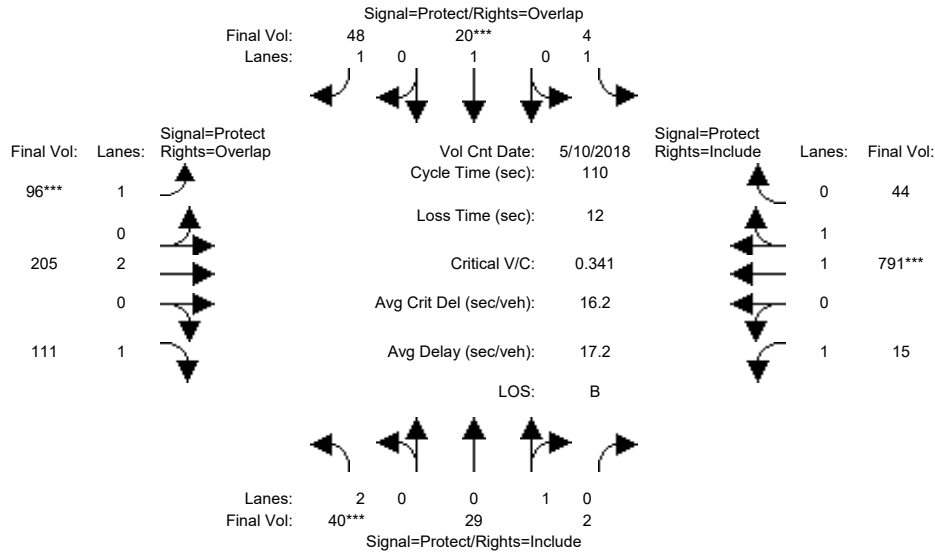 Signal=Protect/Rights=Overlap
Final Vol: 48 20*** 4
Lanes: 1 0 1 0 1
Signal=Protect Signal=Protect
Final Vol: Lanes: Rights=Overlap Vol Cnt Date: 5/10/2018 Rights=Include Lanes: Final Vol:
Cycle Time (sec): 110
96*** 1 0 44
Loss Time (sec): 12
0 1
205 2 Critical V/C: 0.341 1 791***
0 Avg Crit Del (sec/veh): 16.2 0
111 1 Avg Delay (sec/veh): 17.2 1 15
LOS: B
Lanes: 2 0 0 1 0
Final Vol: 40*** 29 2
Signal=Protect/Rights=Include